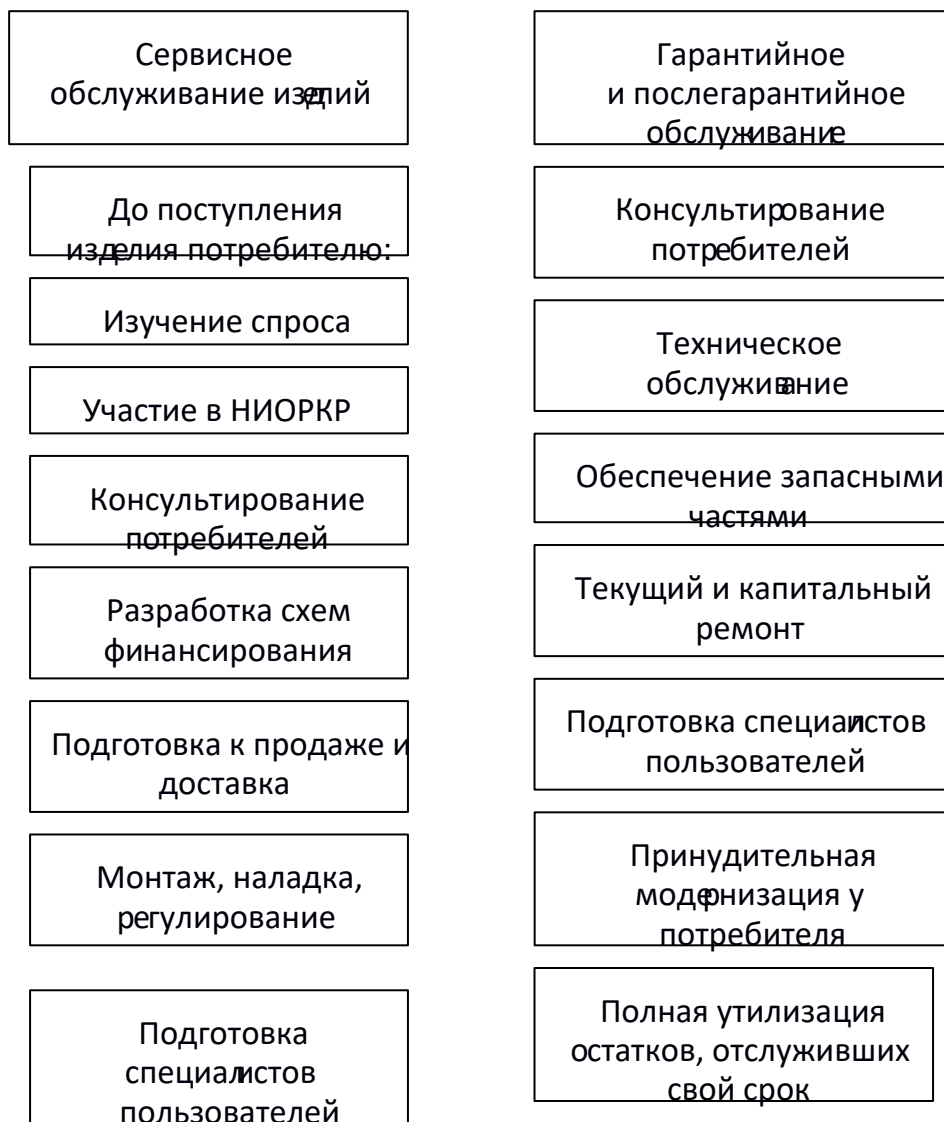 Сервисное
обслуживание изделий
До поступления
изделия потребителю:
Изучение спроса
Участие в НИОРКР
Консультирование
потребителей
Разработка схем
финансирования
Подготовка к продаже и
доставка
Монтаж, наладка,
регулирование
Подготовка
специалистов
пользователей
Гарантийное
и послегарантийное
обслуживание
Консультирование
потребителей
Техническое
обслуживание
Обеспечение запасными
частями
Текущий и капитальный
ремонт
Подготовка специалистов
пользователей
Принудительная
модернизация у
потребителя
Полная утилизация
остатков, отслуживших
свой срок